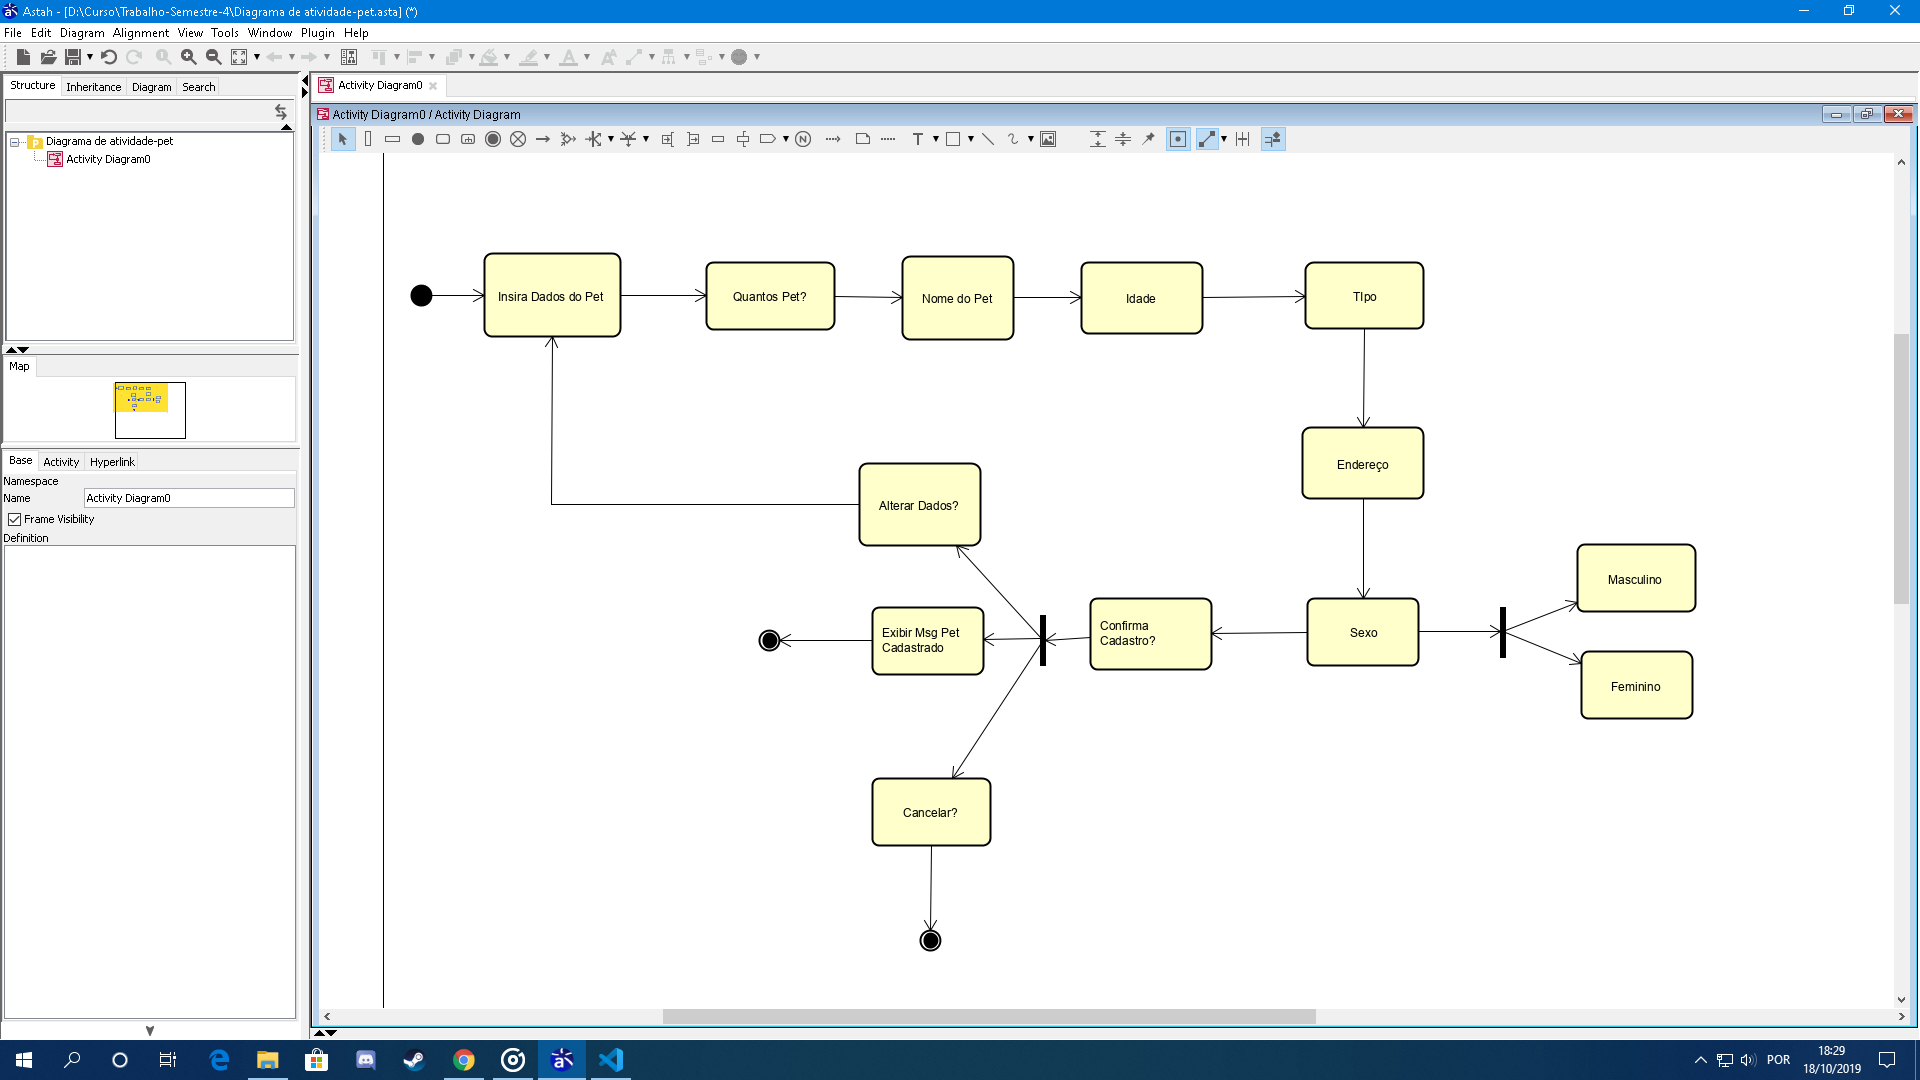 Astah - [D:\Curso\Trabalho-Semestre-4\Diagrama de atividade-pet.asta] (*)
File Edit Diagram Alignment View Tools Window Plugin Help
Structure Inheritance Diagram Search
Diagrama de atividade-pet
Activity Diagram0
Map
Base Activity Hyperlink
Namespace
Name Activity Diagram0
Frame Visibility
Definition
Activity Diagram0
Activity Diagram0 / Activity Diagram
Insira Dados do Pet
Quantos Pet?
Nome do Pet
Idade
TIpo
Endereço
Alterar Dados?
Masculino
Exibir Msg Pet
Cadastrado
Confirma
Cadastro?
Sexo
Feminino
Cancelar?
POR
18:29
18/10/2019